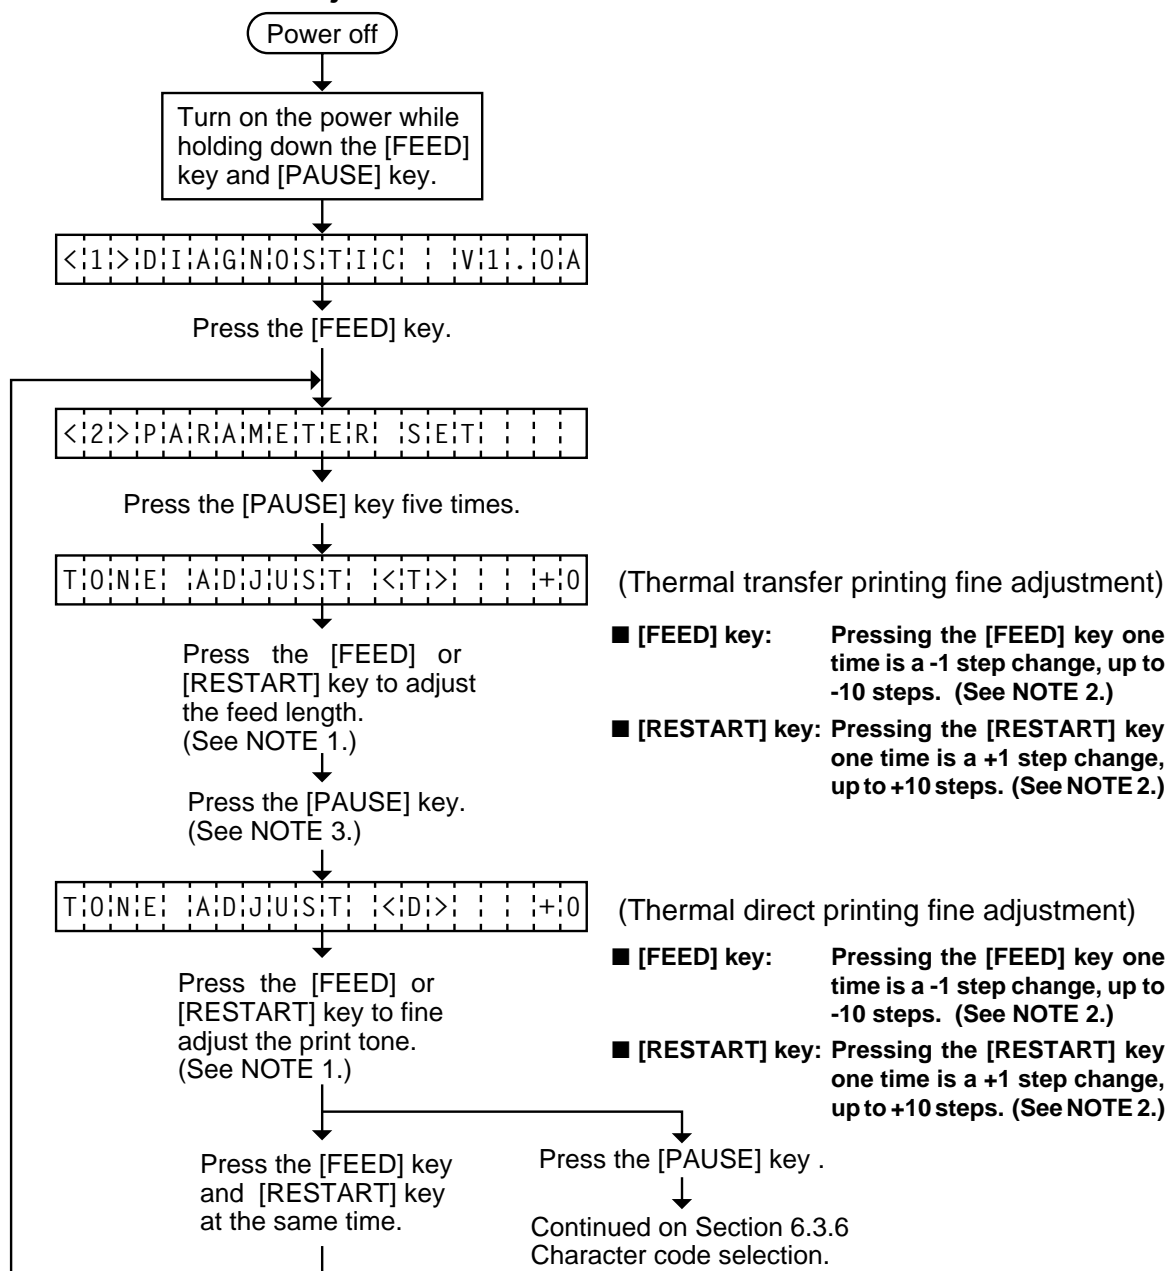 Power off
Turn on the power while
holding down the [FEED]
key and [PAUSE] key.
<1>DIAGNOSTIC  V1.0A
Press the [FEED] key.
<2>PARAMETER SET
Press the [PAUSE] key five times.
TONE ADJUST <T>   +0
(Thermal transfer printing fine adjustment)
Press the [FEED] or
[RESTART] key to adjust
the feed length.
(See NOTE 1.)
■ [FEED] key: Pressing the [FEED] key one
time is a -1 step change, up to
-10 steps. (See NOTE 2.)
■ [RESTART] key: Pressing the [RESTART] key
one time is a +1 step change,
up to +10 steps. (See NOTE 2.)
Press the [PAUSE] key.
(See NOTE 3.)
TONE ADJUST <D>   +0
(Thermal direct printing fine adjustment)
Press the [FEED] or
[RESTART] key to fine
adjust the print tone.
(See NOTE 1.)
■ [FEED] key: Pressing the [FEED] key one
time is a -1 step change, up to
-10 steps. (See NOTE 2.)
■ [RESTART] key: Pressing the [RESTART] key
one time is a +1 step change,
up to +10 steps. (See NOTE 2.)
Press the [FEED] key
and [RESTART] key
at the same time.
Press the [PAUSE] key .
Continued on Section 6.3.6
Character code selection.